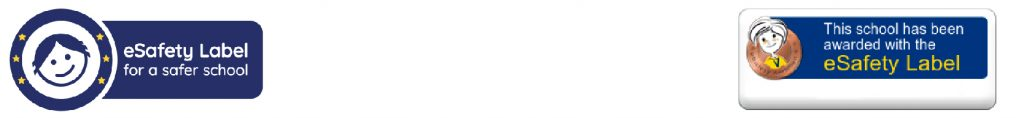 eSafety Label
for a safer school
This school has been
awarded with the
eSafety Label